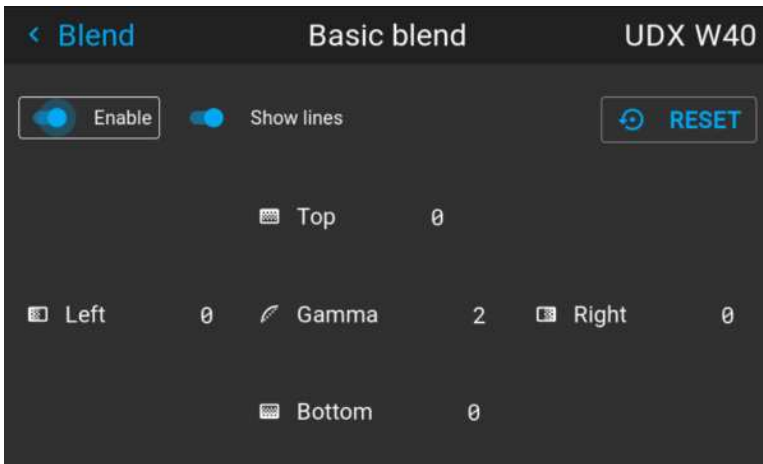 < Blend Basic blend UDX W40
Enable Show lines RESET
Top 0
Left 0 Gamma 2 Right 0
Bottom 0